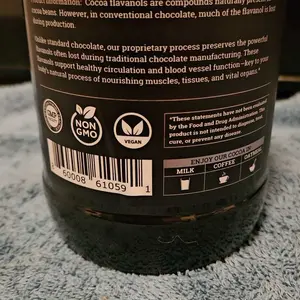 Product Information: Cocoa flavanols are compounds naturally present
cocoa beans. However, in conventional chocolate, much of the flavanol is lost
during production.
Unlike standard chocolate, our proprietary process preserves the powerful
flavanols often lost during traditional chocolate manufacturing. These
flavanols support healthy circulation and blood vessel function–key to your
body's natural process of nourishing muscles, tissues, and vital organs.*
GMP
NON
GMO
VEGAN
*These statements have not been evaluated
by the Food and Drug Administration. This
product is not intended to diagnose, treat,
cure, or prevent any disease.
60008 61059 1
ENJOY OUR COCOA IN
MILK
COFFEE
OATMEAL